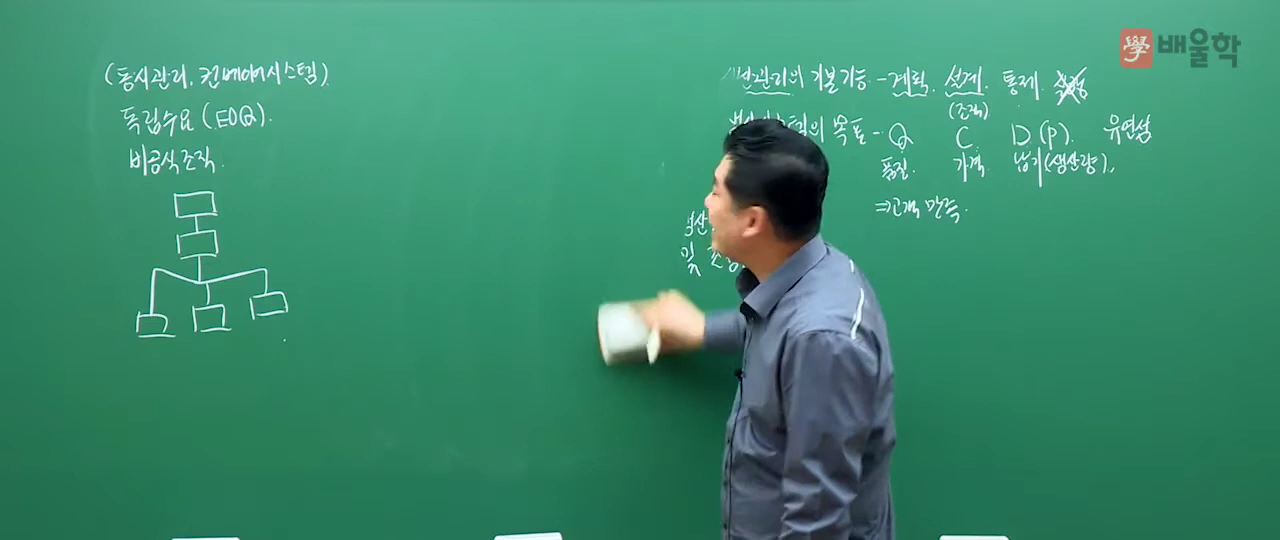 (동시관리, 컨베이어시스템)
독립수요 (EOQ).
비공식조직.
學 배울학
관리의 기본기능 - 계획. 설계. 통제.
(조직)
의 목표 - Q C D (P). 유연성
품질. 가격. 납기(생산량).
⇒고객만족.
및